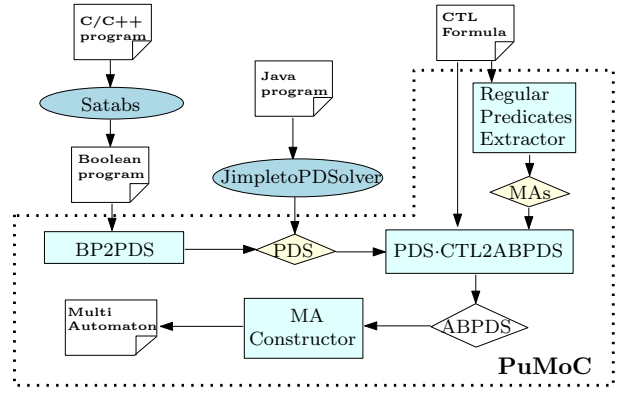 C/C++
program
CTL
Formula
Java
program
Satabs
Regular
Predicates
Extractor
Boolean
program
JimpletoPDSolver
MAs
BP2PDS
PDS
PDS·CTL2ABPDS
Multi
Automaton
MA
Constructor
ABPDS
PuMoC